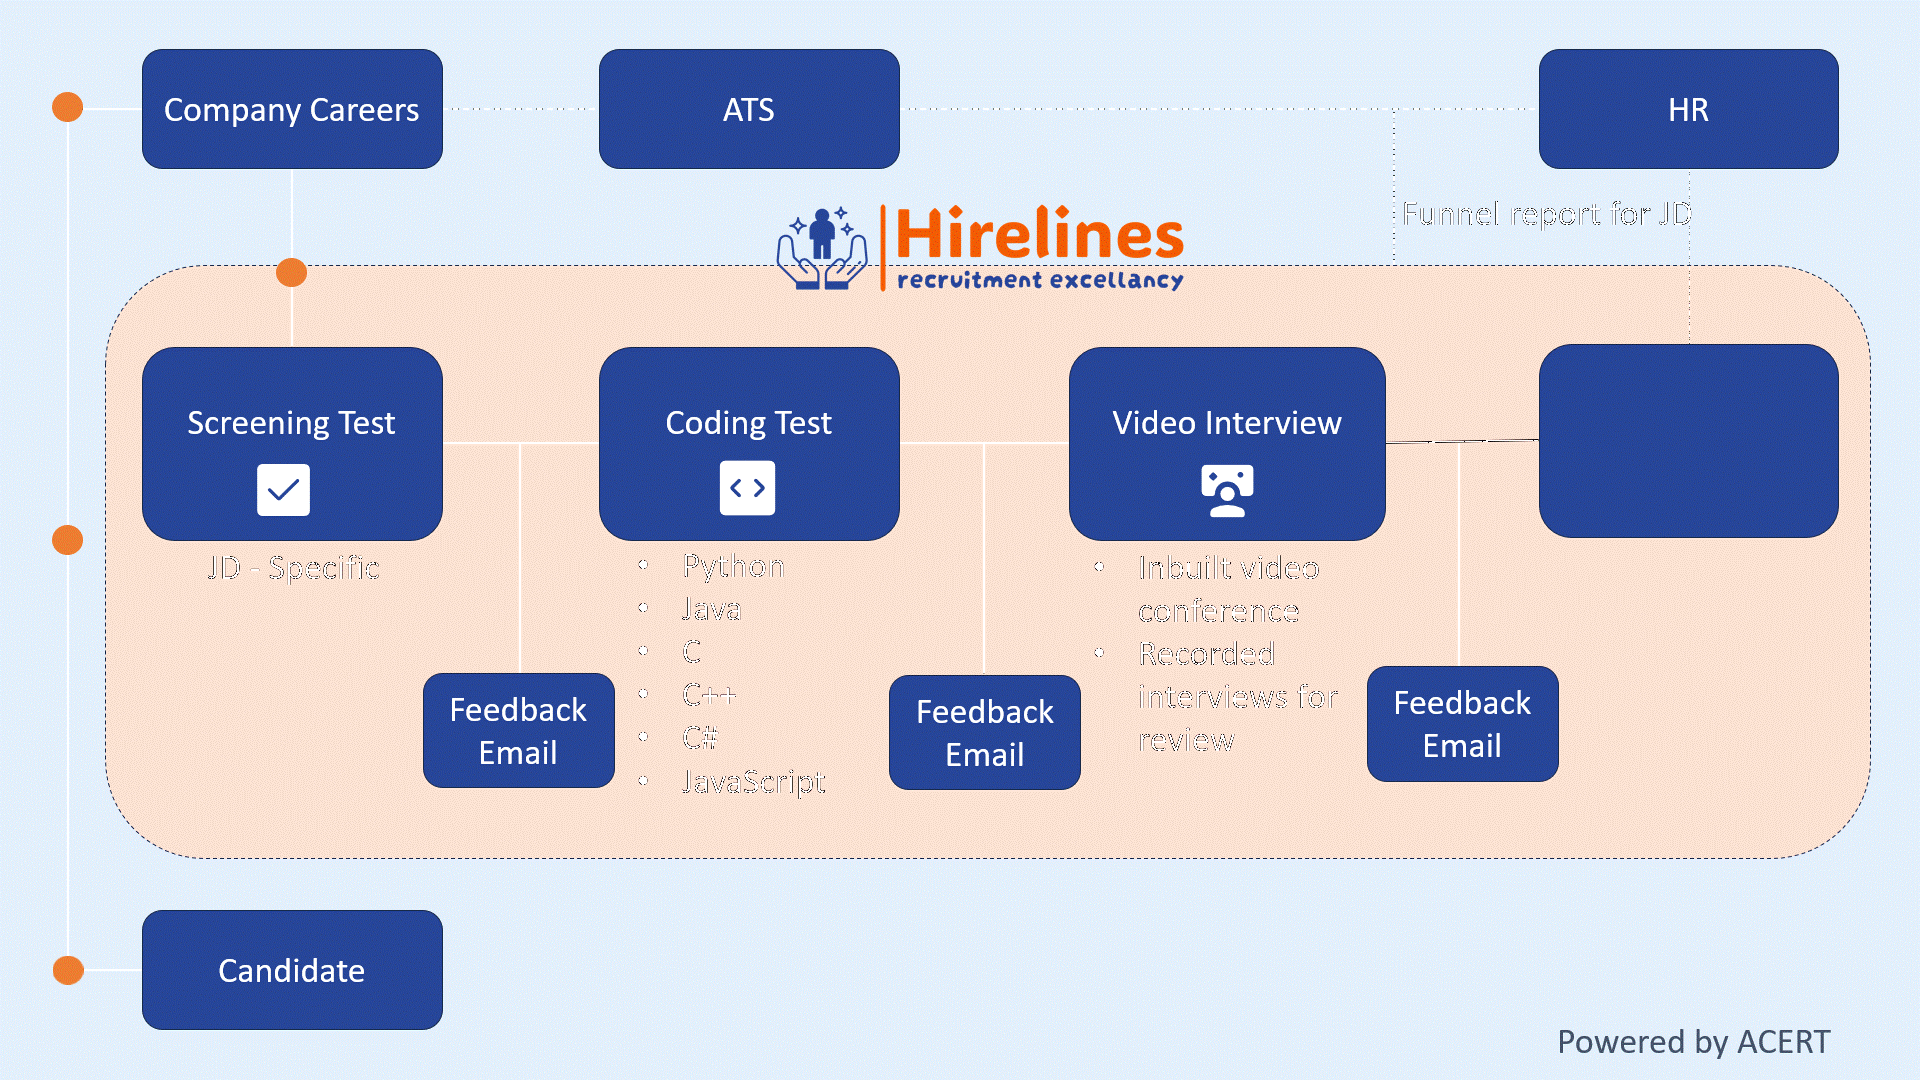 Company Careers
ATS
HR
Funnel report for JD
Hirelines
recruitment excellancy
Screening Test
Coding Test
Video Interview
JD - Specific
• Python
• Java
• C
• C++
• C#
• JavaScript
• Inbuilt video
conference
• Recorded
interviews for
review
Feedback
Email
Feedback
Email
Feedback
Email
Candidate
Powered by ACERT